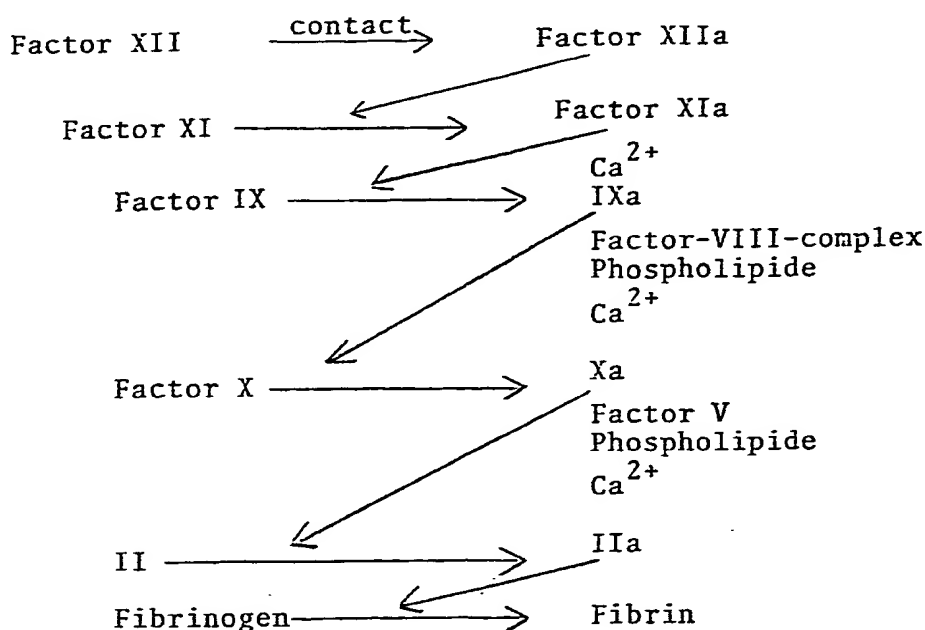 contact
Factor XII Factor XIIa
Factor XI Factor XIa
Ca²⁺
Factor IX IXa
Factor-VIII-complex
Phospholipide
Ca²⁺
Factor X Xa
Factor V
Phospholipide
Ca²⁺
II IIa
Fibrinogen Fibrin